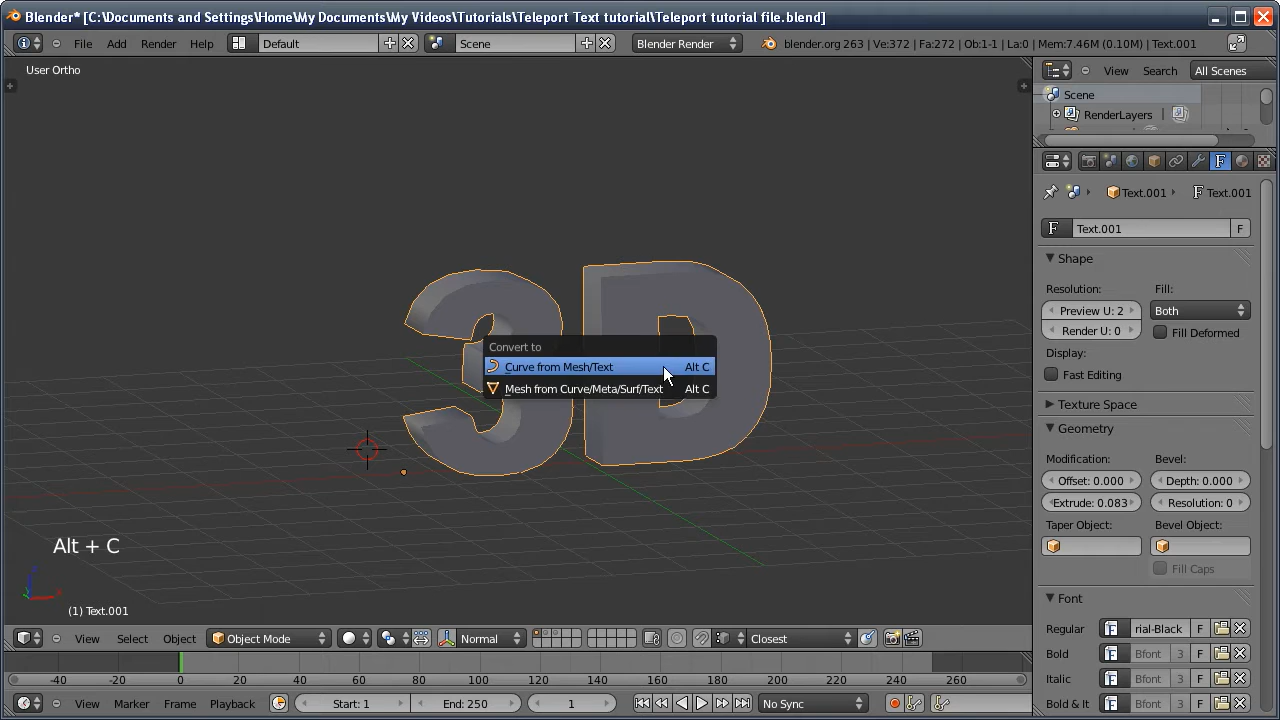 Blender* [C:\Documents and Settings\Home\My Documents\My Videos\Tutorials\Teleport Text tutorial\Teleport tutorial file.blend]
File Add Render Help Default Scene Blender Render blender.org 263 | Ve:372 | Fa:272 | Ob:1-1 | La:0 | Mem:7.46M (0.10M) | Text.001
User Ortho
View Search All Scenes
Scene
RenderLayers
Text.001 F Text.001
F Text.001 F
Shape
Resolution: Fill:
Preview U: 2 Both
Render U: 0 Fill Deformed
Display:
Fast Editing
Texture Space
Geometry
Modification: Bevel:
Offset: 0.000 Depth: 0.000
Extrude: 0.083 Resolution: 0
Taper Object: Bevel Object:
Fill Caps
Font
Regular F rial-Black F
Bold F Bfont 3 F
Italic F Bfont 3 F
Bold & It F Bfont 3 F
3D
Convert to
Curve from Mesh/Text Alt C
Mesh from Curve/Meta/Surf/Text Alt C
Alt + C
(1) Text.001
View Select Object Object Mode Normal Closest
-40 -20 0 20 40 60 80 100 120 140 160 180 200 220 240 260
View Marker Frame Playback Start: 1 End: 250 1 No Sync